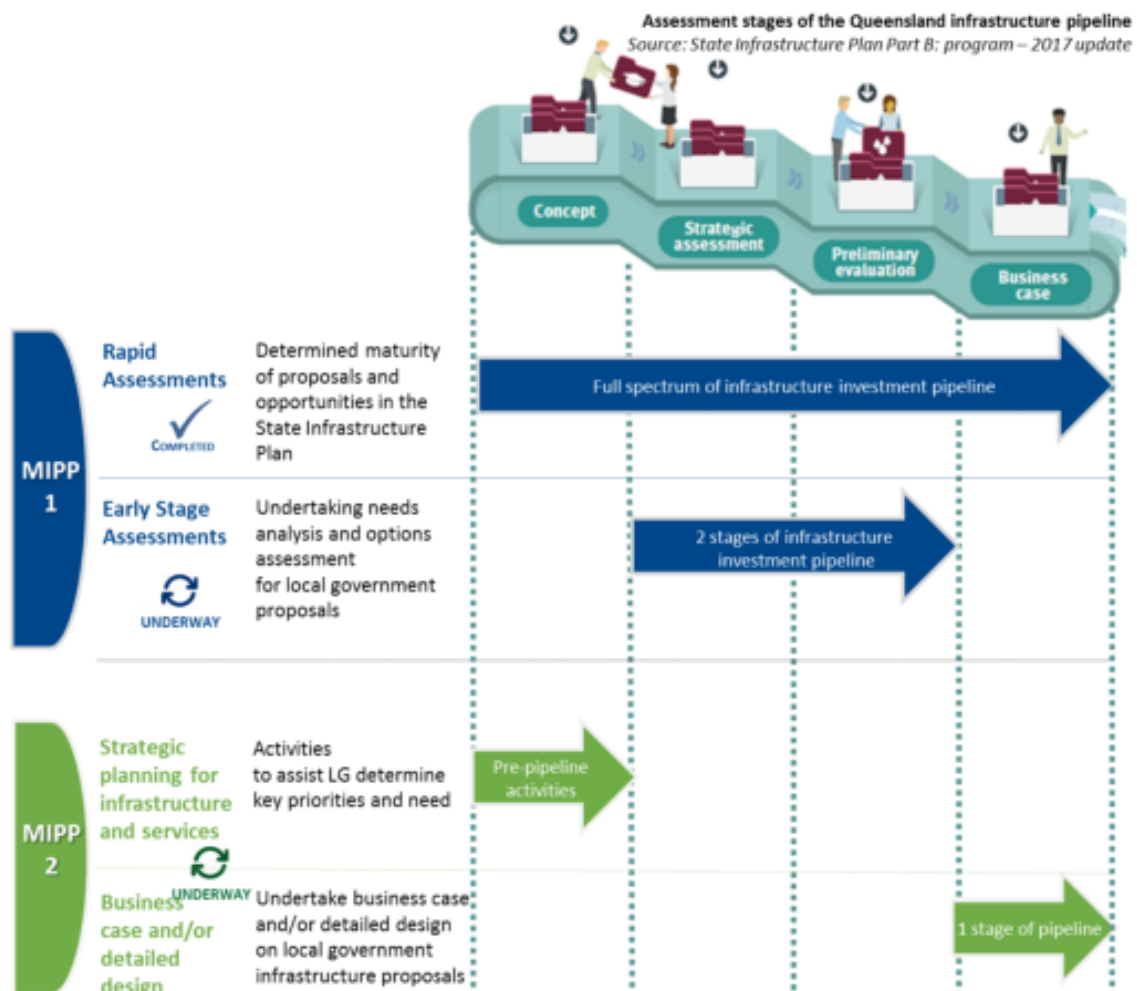 Assessment stages of the Queensland infrastructure pipeline
Source: State Infrastructure Plan Part B: program – 2017 update
Concept
Strategic
assessment
Preliminary
evaluation
Business
case
MIPP
1
Rapid
Assessments
COMPLETED
Determined maturity
of proposals and
opportunities in the
State Infrastructure
Plan
Full spectrum of infrastructure investment pipeline
Early Stage
Assessments
UNDERWAY
Undertaking needs
analysis and options
assessment
for local government
proposals
2 stages of infrastructure
investment pipeline
MIPP
2
Strategic
planning for
infrastructure
and services
UNDERWAY
Activities
to assist LG determine
key priorities and need
Pre-pipeline
activities
Business
case and/or
detailed
design
Undertake business case
and/or detailed design
on local government
infrastructure proposals
1 stage of pipeline